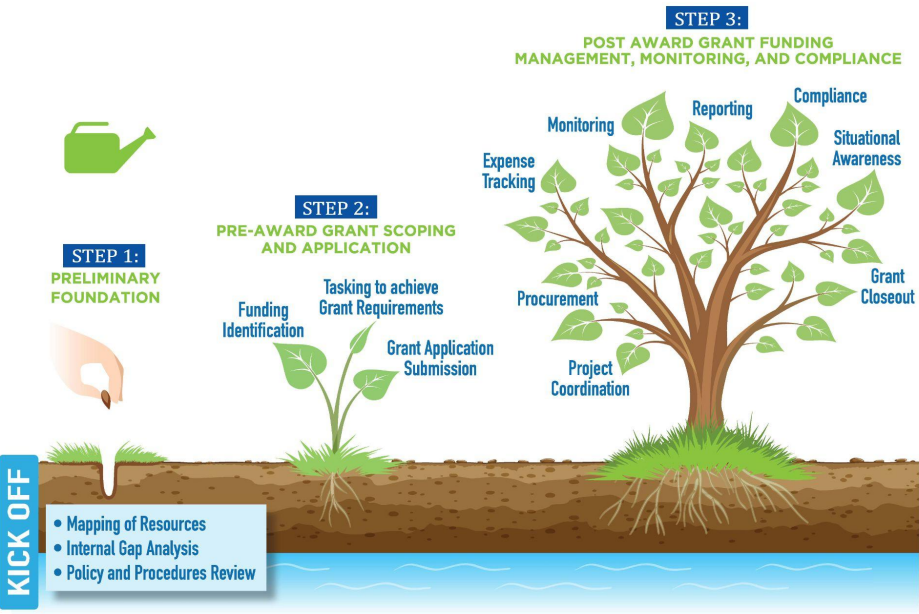 STEP 1:
PRELIMINARY
FOUNDATION
KICK OFF
• Mapping of Resources
• Internal Gap Analysis
• Policy and Procedures Review
STEP 2:
PRE-AWARD GRANT SCOPING
AND APPLICATION
Funding
Identification
Tasking to achieve
Grant Requirements
Grant Application
Submission
STEP 3:
POST AWARD GRANT FUNDING
MANAGEMENT, MONITORING, AND COMPLIANCE
Project
Coordination
Procurement
Expense
Tracking
Monitoring
Reporting
Compliance
Situational
Awareness
Grant
Closeout